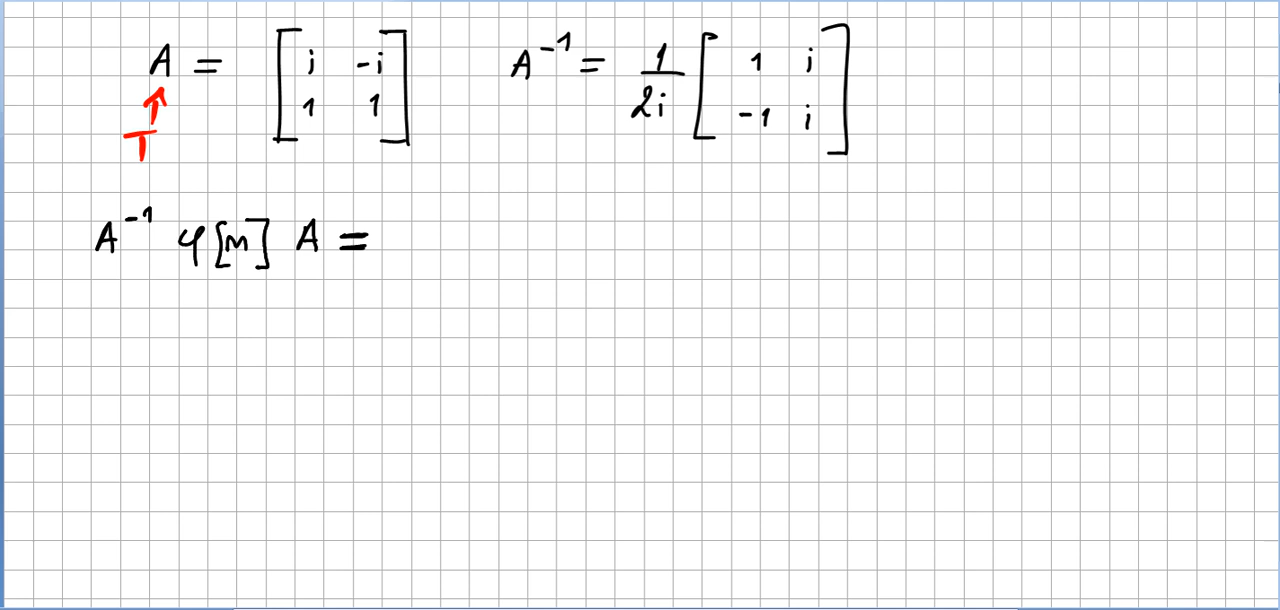 A = [ i -i ] A⁻¹ = 1/2i [ 1 i ]
[ 1 1 ] [ -1 i ]
T
A⁻¹ φ[m] A =